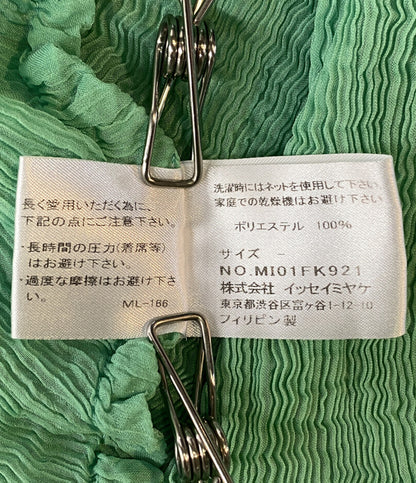 長く愛用いただく為に、
下記の点にご注意下さい。
・長時間の圧力(着席等)
はお避け下さい。
・過度な摩擦はお避け下さ
い。
ML-166
洗濯時にはネットを使用して下さい。
家庭での乾燥機はお避け下さい。
ポリエステル 100%
サイズ -
NO.MI01FK921
株式会社 イッセイミヤケ
東京都渋谷区富ヶ谷1-12-10
フィリピン製